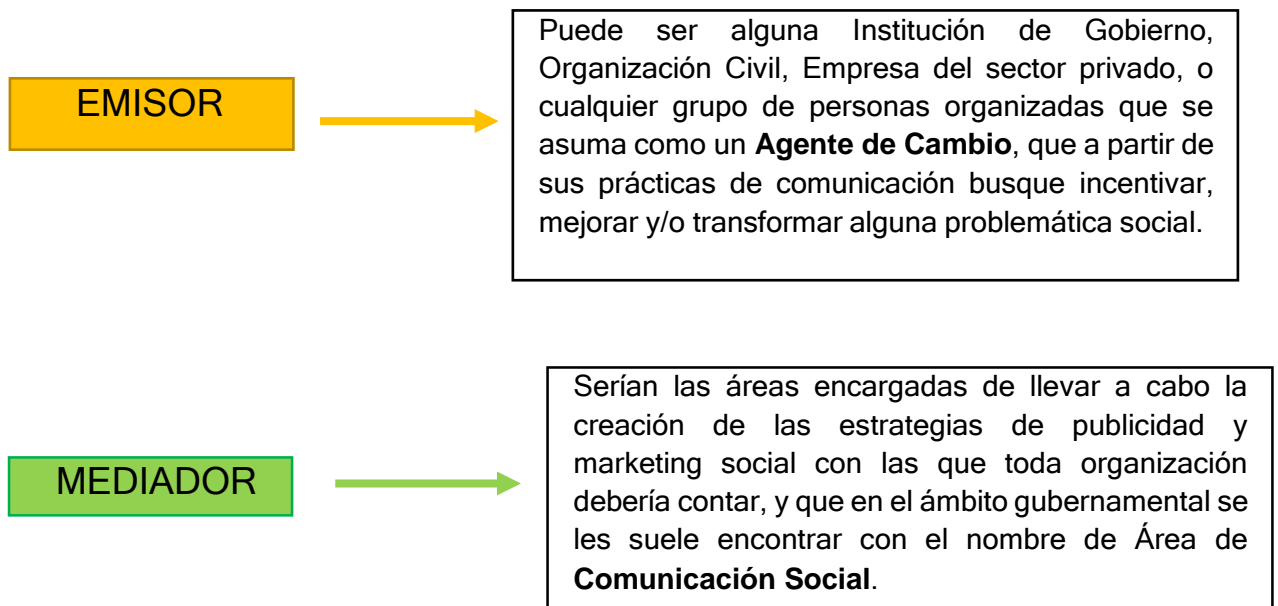 EMISOR
Puede ser alguna Institución de Gobierno,
Organización Civil, Empresa del sector privado, o
cualquier grupo de personas organizadas que se
asuma como un Agente de Cambio, que a partir de
sus prácticas de comunicación busque incentivar,
mejorar y/o transformar alguna problemática social.
MEDIADOR
Serían las áreas encargadas de llevar a cabo la
creación de las estrategias de publicidad y
marketing social con las que toda organización
debería contar, y que en el ámbito gubernamental se
les suele encontrar con el nombre de Área de
Comunicación Social.